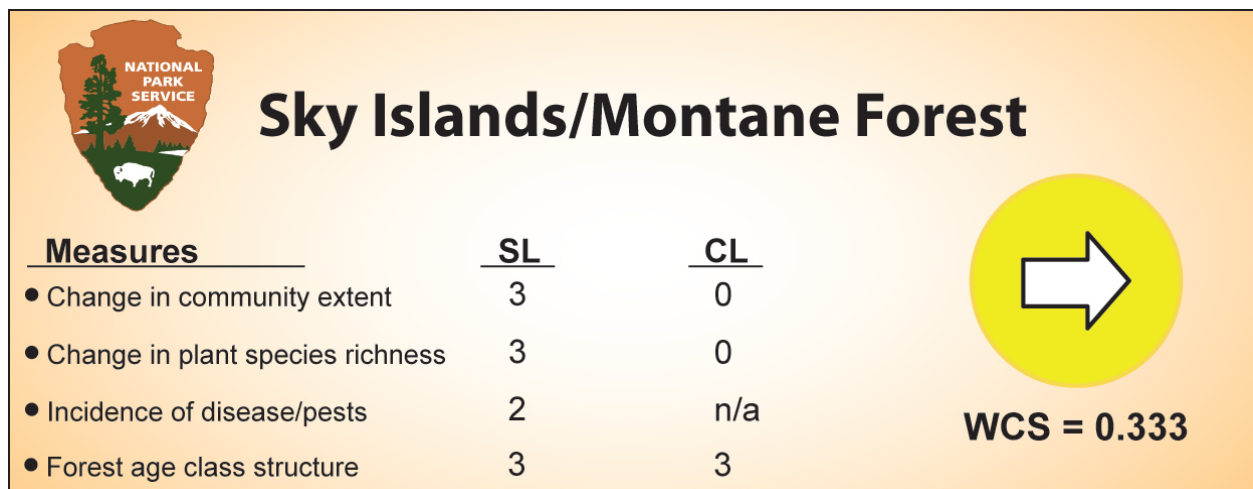 NATIONAL
PARK
SERVICE
Sky Islands/Montane Forest
Measures SL CL
• Change in community extent 3 0
• Change in plant species richness 3 0
• Incidence of disease/pests 2 n/a
• Forest age class structure 3 3
WCS = 0.333